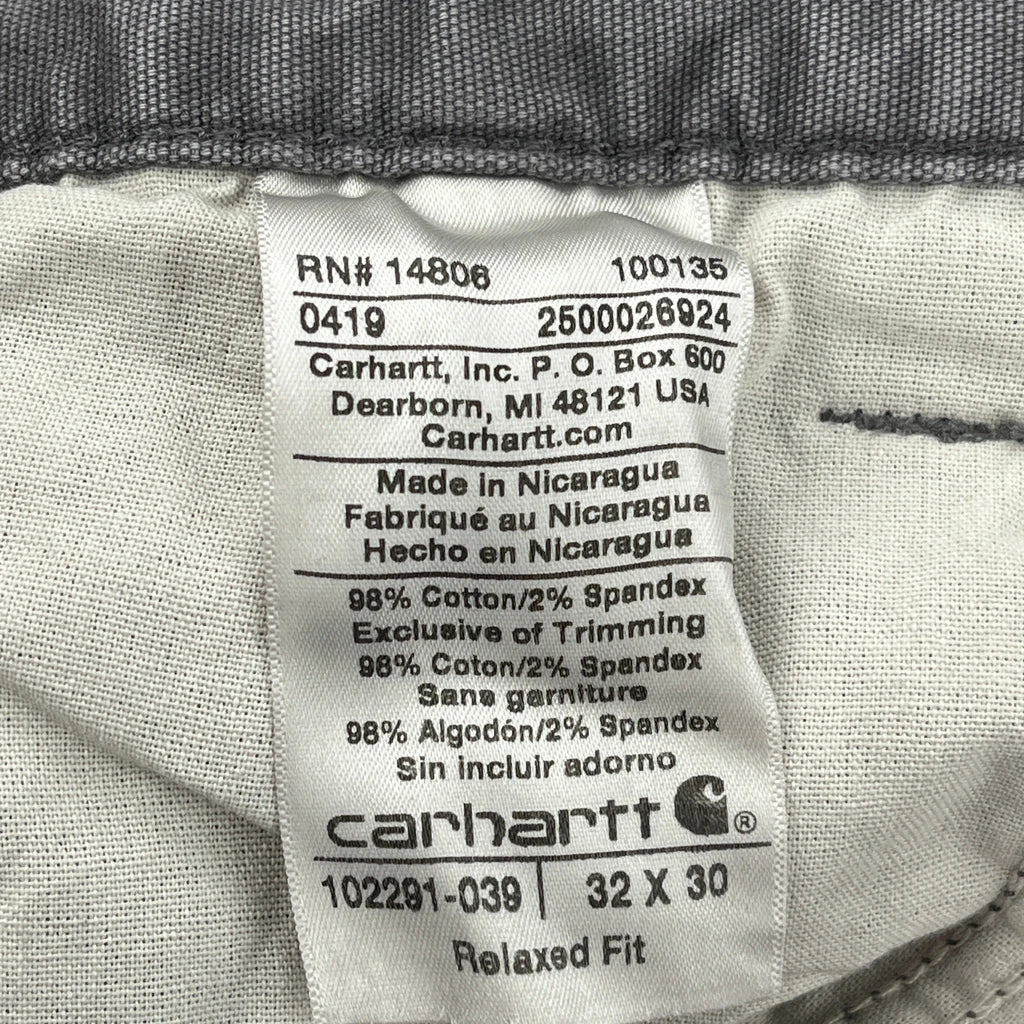 RN# 14806 100135
0419 2500026924
Carhartt, Inc. P. O. Box 600
Dearborn, MI 48121 USA
Carhartt.com
Made in Nicaragua
Fabriqué au Nicaragua
Hecho en Nicaragua
98% Cotton/2% Spandex
Exclusive of Trimming
98% Coton/2% Spandex
Sans garniture
98% Algodón/2% Spandex
Sin incluir adorno
carhartt ®
102291-039 32 X 30
Relaxed Fit